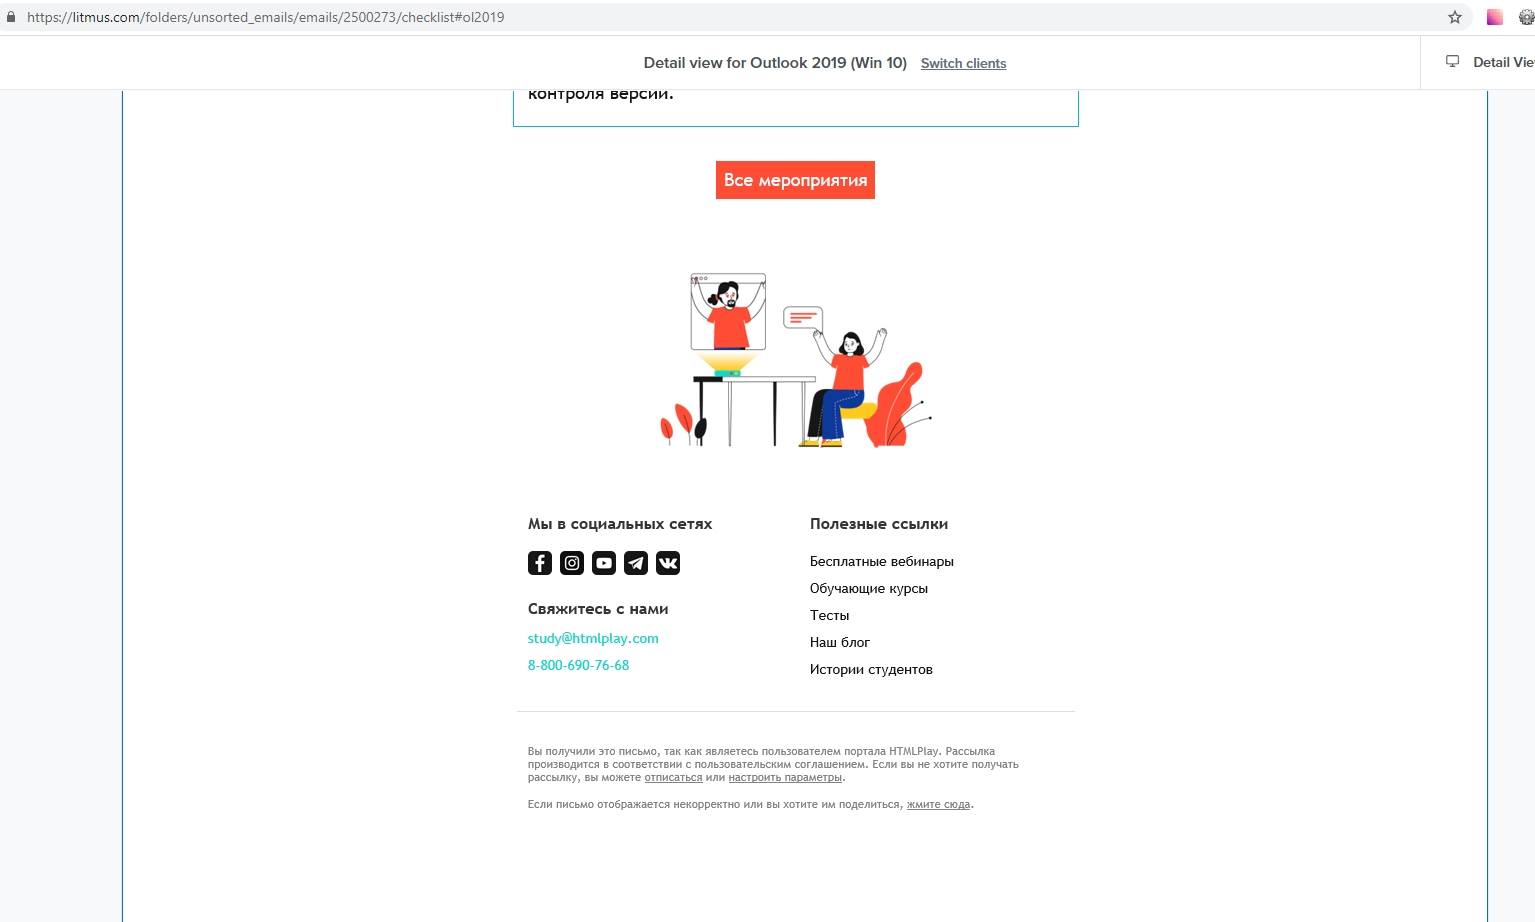 https://litmus.com/folders/unsorted_emails/emails/2500273/checklist#ol2019
Detail view for Outlook 2019 (Win 10) Switch clients
Detail Vie
контроля версий.
Все мероприятия
Мы в социальных сетях
Свяжитесь с нами
study@htmlplay.com
8-800-690-76-68
Полезные ссылки
Бесплатные вебинары
Обучающие курсы
Тесты
Наш блог
Истории студентов
Вы получили это письмо, так как являетесь пользователем портала HTMLPlay. Рассылка
производится в соответствии с пользовательским соглашением. Если вы не хотите получать
рассылку, вы можете отписаться или настроить параметры.
Если письмо отображается некорректно или вы хотите им поделиться, жмите сюда.